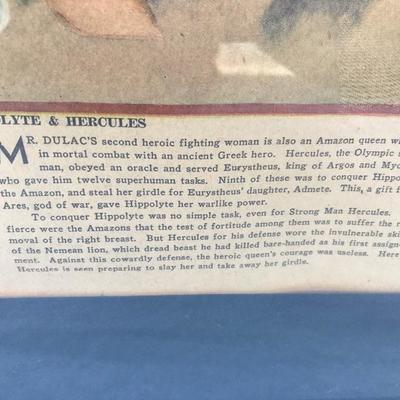 LYTE & HERCULES
MR. DULAC'S second heroic fighting woman is also an Amazon queen
in mortal combat with an ancient Greek hero. Hercules, the Olympic
man, obeyed an oracle and served Eurystheus, king of Argos and
who gave him twelve superhuman tasks. Ninth of these was to conquer
the Amazon, and steal her girdle for Eurystheus' daughter, Admete. This, a gift
Ares, god of war, gave Hippolyte her warlike power.
To conquer Hippolyte was no simple task, even for Strong Man Hercules.
fierce were the Amazons that the test of fortitude among them was to suffer the
moval of the right breast. But Hercules for his defense wore the invulnerable
of the Nemean lion, which dread beast he had killed bare-handed as his first assign-
ment. Against this cowardly defense, the heroic queen's courage was useless. Here
Hercules is seen preparing to slay her and take away her girdle.